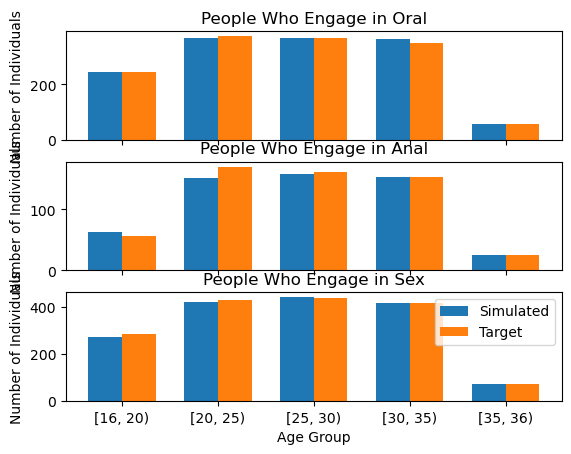 People Who Engage in Oral
Number of Individuals
200
0
People Who Engage in Anal
Number of Individuals
100
0
People Who Engage in Sex
Number of Individuals
400
200
0
Simulated
Target
[16, 20)
[20, 25)
[25, 30)
[30, 35)
[35, 36)
Age Group